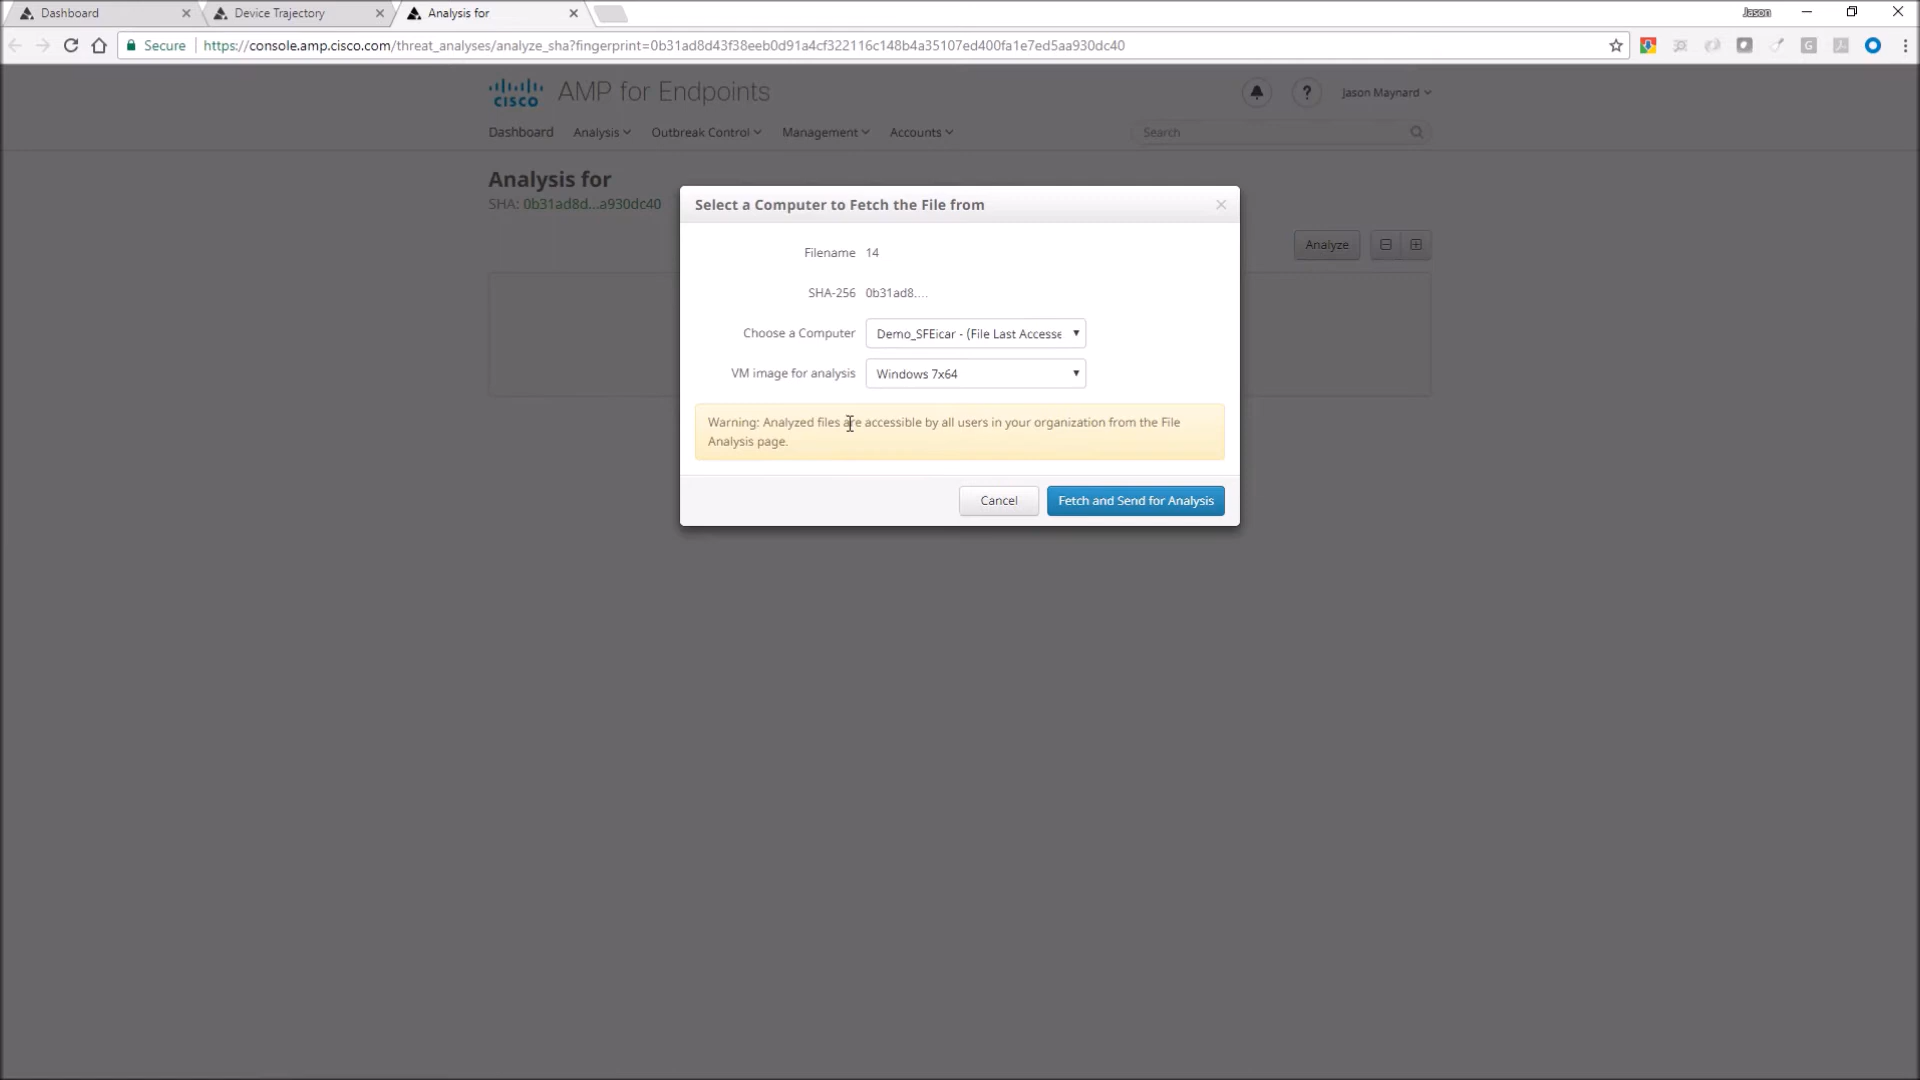 Dashboard
Device Trajectory
Analysis for
Jason
Secure
https://console.amp.cisco.com/threat_analyses/analyze_sha?fingerprint=0b31ad8d43f38eeb0d91a4cf322116c148b4a35107ed400fa1e7ed5aa930dc40
CISCO
AMP for Endpoints
?
Jason Maynard
Dashboard
Analysis
Outbreak Control
Management
Accounts
Search
Analysis for
SHA: 0b31ad8d...a930dc40
Analyze
Select a Computer to Fetch the File from
Filename 14
SHA-256 0b31ad8....
Choose a Computer Demo_SFEicar - (File Last Accesse
VM image for analysis Windows 7x64
Warning: Analyzed files are accessible by all users in your organization from the File
Analysis page.
Cancel
Fetch and Send for Analysis